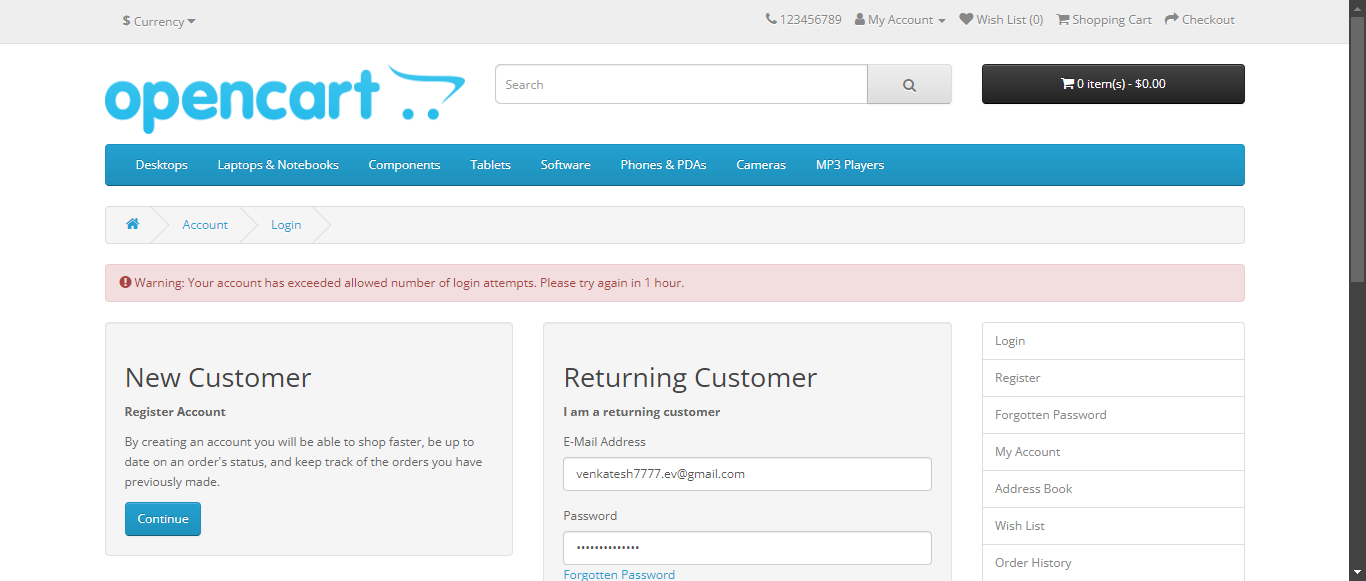 $ Currency
123456789 My Account Wish List (0) Shopping Cart Checkout
opencart
Search
0 item(s) - $0.00
Desktops Laptops & Notebooks Components Tablets Software Phones & PDAs Cameras MP3 Players
Account Login
Warning: Your account has exceeded allowed number of login attempts. Please try again in 1 hour.
New Customer
Register Account
By creating an account you will be able to shop faster, be up to
date on an order's status, and keep track of the orders you have
previously made.
Continue
Returning Customer
I am a returning customer
E-Mail Address
venkatesh7777.ev@gmail.com
Password
••••••••••••••
Forgotten Password
Login
Register
Forgotten Password
My Account
Address Book
Wish List
Order History